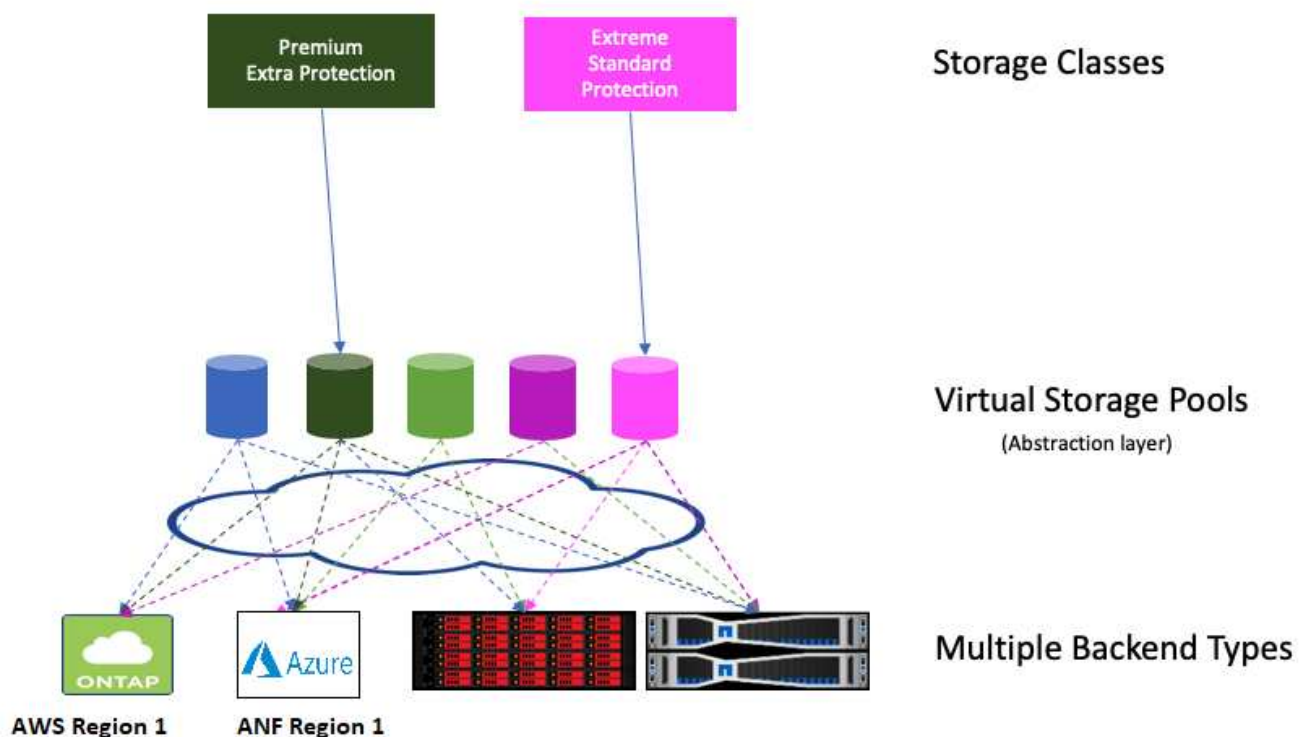 Premium
Extra Protection
Extreme
Standard
Protection
Storage Classes
Virtual Storage Pools
(Abstraction layer)
ONTAP
Azure
Multiple Backend Types
AWS Region 1
ANF Region 1